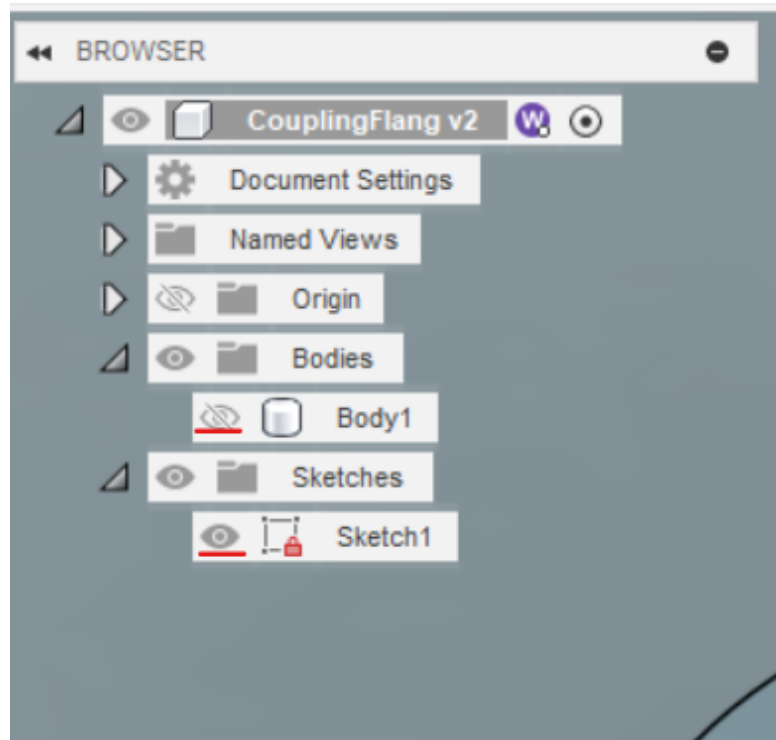 BROWSER
CouplingFlang v2 W
Document Settings
Named Views
Origin
Bodies
Body1
Sketches
Sketch1